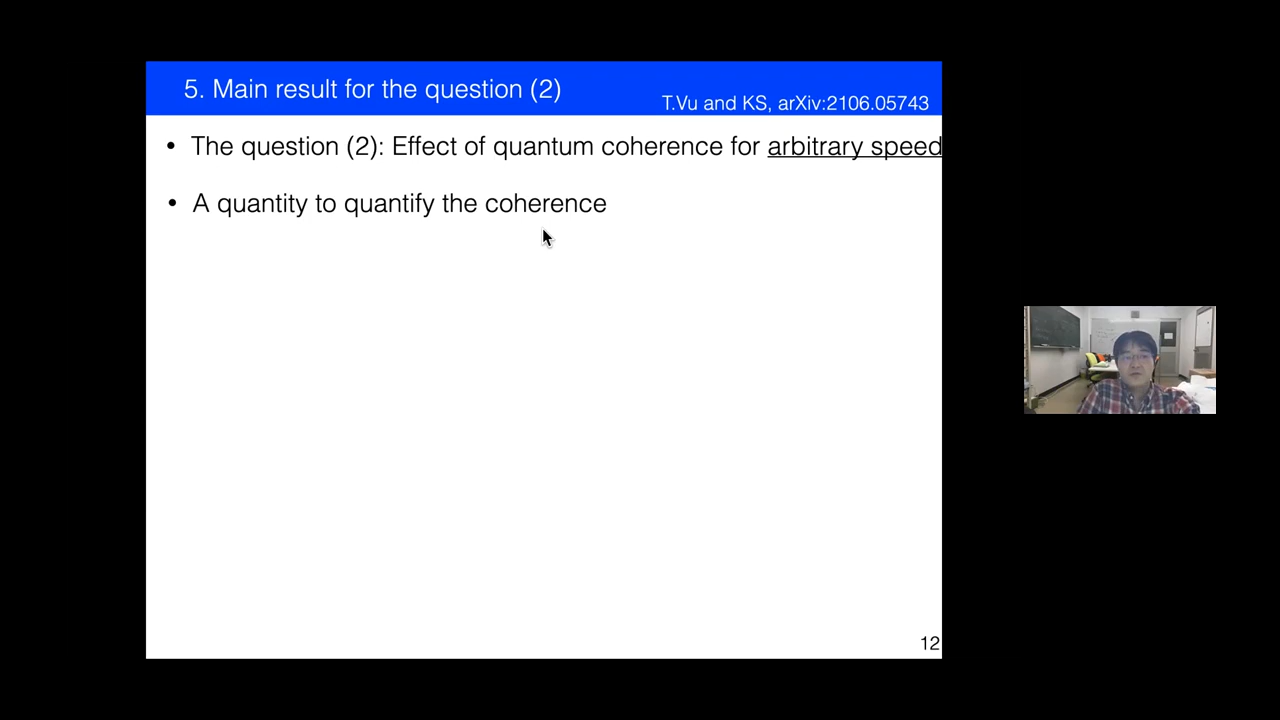 5. Main result for the question (2)
T.Vu and KS, arXiv:2106.05743
• The question (2): Effect of quantum coherence for arbitrary speed
• A quantity to quantify the coherence
12